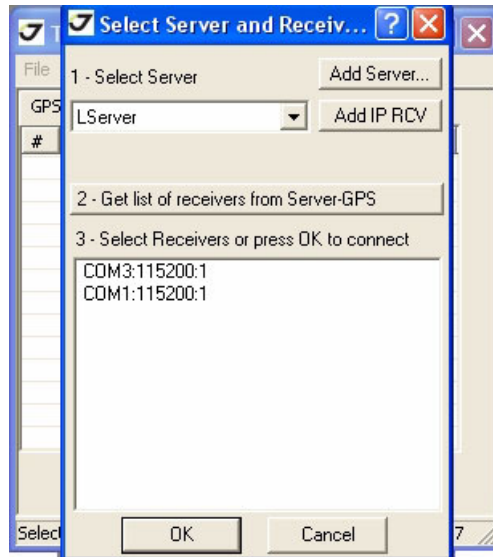 Select Server and Receiv...
File
1 - Select Server
Add Server...
GPS
LServer
Add IP RCV
#
2 - Get list of receivers from Server-GPS
3 - Select Receivers or press OK to connect
COM3:115200:1
COM1:115200:1
OK
Cancel
7